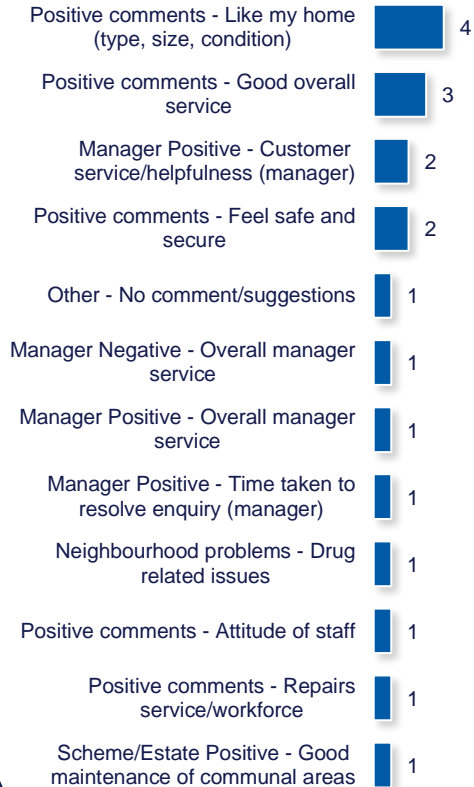 Positive comments - Like my home
(type, size, condition)
4
Positive comments - Good overall
service
3
Manager Positive - Customer
service/helpfulness (manager)
2
Positive comments - Feel safe and
secure
2
Other - No comment/suggestions
1
Manager Negative - Overall manager
service
1
Manager Positive - Overall manager
service
1
Manager Positive - Time taken to
resolve enquiry (manager)
1
Neighbourhood problems - Drug
related issues
1
Positive comments - Attitude of staff
1
Positive comments - Repairs
service/workforce
1
Scheme/Estate Positive - Good
maintenance of communal areas
1